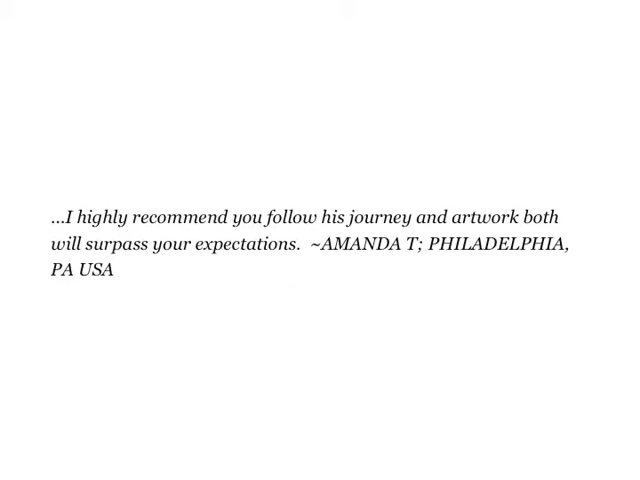 ...I highly recommend you follow his journey and artwork both
will surpass your expectations.  ~AMANDA T; PHILADELPHIA,
PA USA